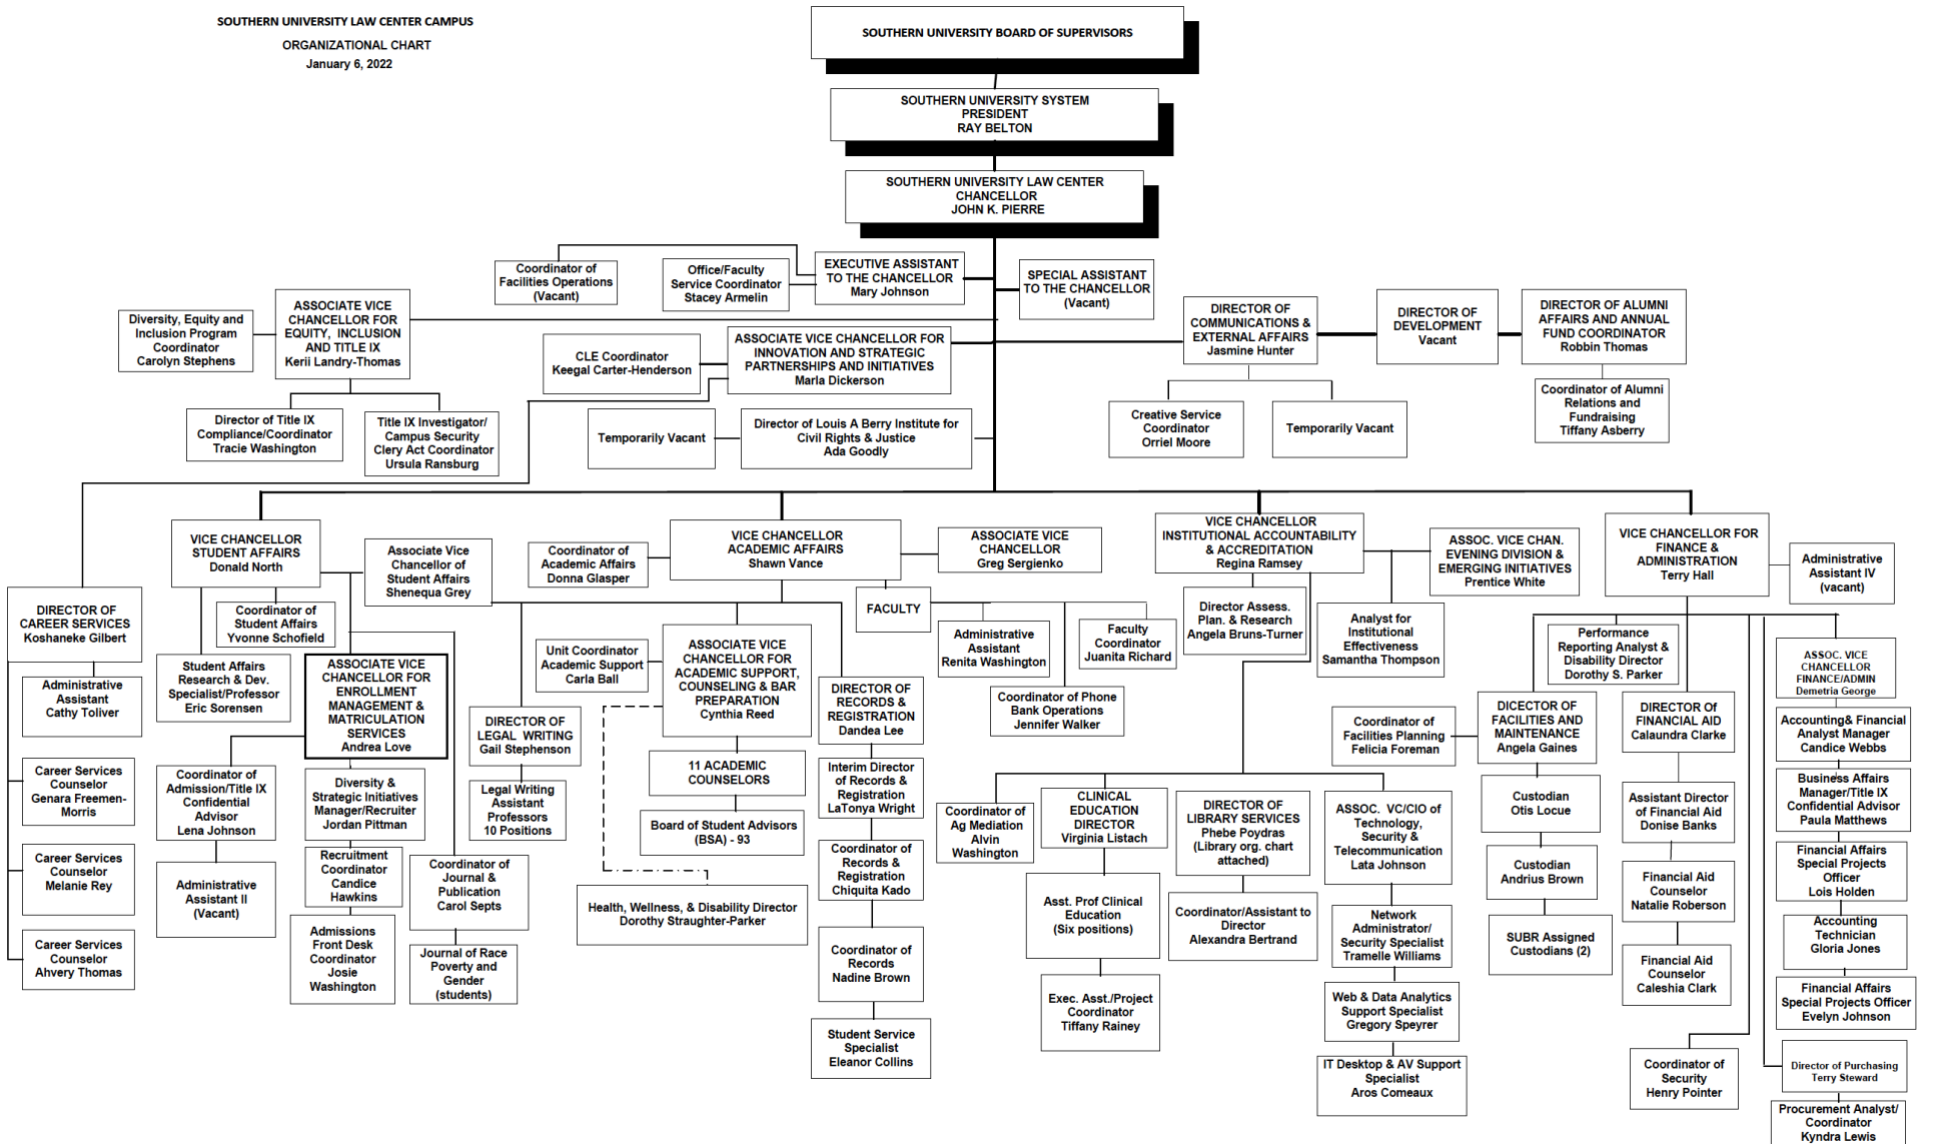 SOUTHERN UNIVERSITY LAW CENTER CAMPUS
ORGANIZATIONAL CHART
January 6, 2022
SOUTHERN UNIVERSITY BOARD OF SUPERVISORS
SOUTHERN UNIVERSITY SYSTEM
PRESIDENT
RAY BELTON
SOUTHERN UNIVERSITY LAW CENTER
CHANCELLOR
JOHN K. PIERRE
Coordinator of
Facilities Operations
(Vacant)
Office/Faculty
Service Coordinator
Stacey Armelin
EXECUTIVE ASSISTANT
TO THE CHANCELLOR
Mary Johnson
SPECIAL ASSISTANT
TO THE CHANCELLOR
(Vacant)
Diversity, Equity and
Inclusion Program
Coordinator
Carolyn Stephens
ASSOCIATE VICE
CHANCELLOR FOR
EQUITY, INCLUSION
AND TITLE IX
Kerii Landry-Thomas
CLE Coordinator
Keegal Carter-Henderson
ASSOCIATE VICE CHANCELLOR FOR
INNOVATION AND STRATEGIC
PARTNERSHIPS AND INITIATIVES
Marla Dickerson
DIRECTOR OF
COMMUNICATIONS &
EXTERNAL AFFAIRS
Jasmine Hunter
DIRECTOR OF
DEVELOPMENT
Vacant
DIRECTOR OF ALUMNI
AFFAIRS AND ANNUAL
FUND COORDINATOR
Robbin Thomas
Director of Title IX
Compliance/Coordinator
Tracie Washington
Title IX Investigator/
Campus Security
Clery Act Coordinator
Ursula Ransburg
Temporarily Vacant
Director of Louis A Berry Institute for
Civil Rights & Justice
Ada Goodly
Creative Service
Coordinator
Orriel Moore
Temporarily Vacant
Coordinator of Alumni
Relations and
Fundraising
Tiffany Asberry
VICE CHANCELLOR
STUDENT AFFAIRS
Donald North
Associate Vice
Chancellor of
Student Affairs
Shenequa Grey
Coordinator of
Academic Affairs
Donna Glasper
VICE CHANCELLOR
ACADEMIC AFFAIRS
Shawn Vance
ASSOCIATE VICE
CHANCELLOR
Greg Sergienko
VICE CHANCELLOR
INSTITUTIONAL ACCOUNTABILITY
& ACCREDITATION
Regina Ramsey
ASSOC. VICE CHAN.
EVENING DIVISION &
EMERGING INITIATIVES
Prentice White
VICE CHANCELLOR FOR
FINANCE &
ADMINISTRATION
Terry Hall
Administrative
Assistant IV
(vacant)
DIRECTOR OF
CAREER SERVICES
Koshaneke Gilbert
Administrative
Assistant
Cathy Toliver
Career Services
Counselor
Genara Freemen-
Morris
Career Services
Counselor
Melanie Rey
Career Services
Counselor
Ahvery Thomas
Coordinator of
Student Affairs
Yvonne Schofield
Student Affairs
Research & Dev.
Specialist/Professor
Eric Sorensen
ASSOCIATE VICE
CHANCELLOR FOR
ENROLLMENT
MANAGEMENT &
MATRICULATION
SERVICES
Andrea Love
Coordinator of
Admission/Title IX
Confidential
Advisor
Lena Johnson
Administrative
Assistant II
(Vacant)
Diversity &
Strategic Initiatives
Manager/Recruiter
Jordan Pittman
Recruitment
Coordinator
Candice
Hawkins
Admissions
Front Desk
Coordinator
Josie
Washington
Coordinator of
Journal &
Publication
Carol Septs
Journal of Race
Poverty and
Gender
(students)
DIRECTOR OF
LEGAL WRITING
Gail Stephenson
Legal Writing
Assistant
Professors
10 Positions
Unit Coordinator
Academic Support
Carla Ball
ASSOCIATE VICE
CHANCELLOR FOR
ACADEMIC SUPPORT,
COUNSELING & BAR
PREPARATION
Cynthia Reed
11 ACADEMIC
COUNSELORS
Board of Student Advisors
(BSA) - 93
Health, Wellness, & Disability Director
Dorothy Straughter-Parker
FACULTY
Administrative
Assistant
Renita Washington
Coordinator of Phone
Bank Operations
Jennifer Walker
Faculty
Coordinator
Juanita Richard
DIRECTOR OF
RECORDS &
REGISTRATION
Dandea Lee
Interim Director
of Records &
Registration
LaTonya Wright
Coordinator of
Records &
Registration
Chiquita Kado
Coordinator of
Records
Nadine Brown
Student Service
Specialist
Eleanor Collins
Director Assess.
Plan. & Research
Angela Bruns-Turner
Analyst for
Institutional
Effectiveness
Samantha Thompson
Coordinator of
Ag Mediation
Alvin
Washington
CLINICAL
EDUCATION
DIRECTOR
Virginia Listach
Asst. Prof Clinical
Education
(Six positions)
Exec. Asst./Project
Coordinator
Tiffany Rainey
DIRECTOR OF
LIBRARY SERVICES
Phebe Poydras
(Library org. chart
attached)
Coordinator/Assistant to
Director
Alexandra Bertrand
ASSOC. VC/CIO of
Technology,
Security &
Telecommunication
Lata Johnson
Network
Administrator/
Security Specialist
Tramelle Williams
Web & Data Analytics
Support Specialist
Gregory Speyrer
IT Desktop & AV Support
Specialist
Aros Comeaux
Performance
Reporting Analyst &
Disability Director
Dorothy S. Parker
Coordinator of
Facilities Planning
Felicia Foreman
DICECTOR OF
FACILITIES AND
MAINTENANCE
Angela Gaines
Custodian
Otis Locue
Custodian
Andrius Brown
SUBR Assigned
Custodians (2)
DIRECTOR OF
FINANCIAL AID
Calaundra Clarke
Assistant Director
of Financial Aid
Donise Banks
Financial Aid
Counselor
Natalie Roberson
Financial Aid
Counselor
Caleshia Clark
Coordinator of
Security
Henry Pointer
ASSOC. VICE
CHANCELLOR
FINANCE/ADMIN
Demetria George
Accounting& Financial
Analyst Manager
Candice Webbs
Business Affairs
Manager/Title IX
Confidential Advisor
Paula Matthews
Financial Affairs
Special Projects
Officer
Lois Holden
Accounting
Technician
Gloria Jones
Financial Affairs
Special Projects Officer
Evelyn Johnson
Director of Purchasing
Terry Steward
Procurement Analyst/
Coordinator
Kyndra Lewis